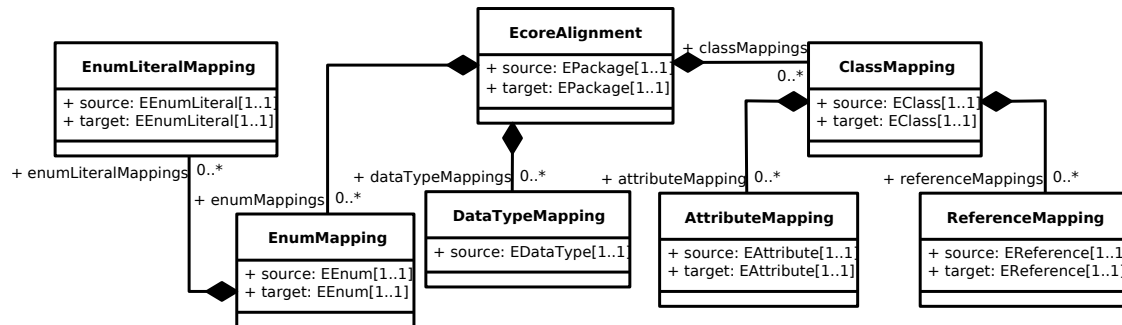 EcoreAlignment
+ source: EPackage[1..1]
+ target: EPackage[1..1]
+ classMappings
0..*
EnumLiteralMapping
+ source: EEnumLiteral[1..1]
+ target: EEnumLiteral[1..1]
ClassMapping
+ source: EClass[1..1]
+ target: EClass[1..1]
+ enumLiteralMappings
0..*
+ enumMappings
0..*
+ dataTypeMappings
0..*
+ attributeMapping
0..*
+ referenceMappings
0..*
EnumMapping
+ source: EEnum[1..1]
+ target: EEnum[1..1]
DataTypeMapping
+ source: EDataType[1..1]
AttributeMapping
+ source: EAttribute[1..1]
+ target: EAttribute[1..1]
ReferenceMapping
+ source: EReference[1..1]
+ target: EReference[1..1]